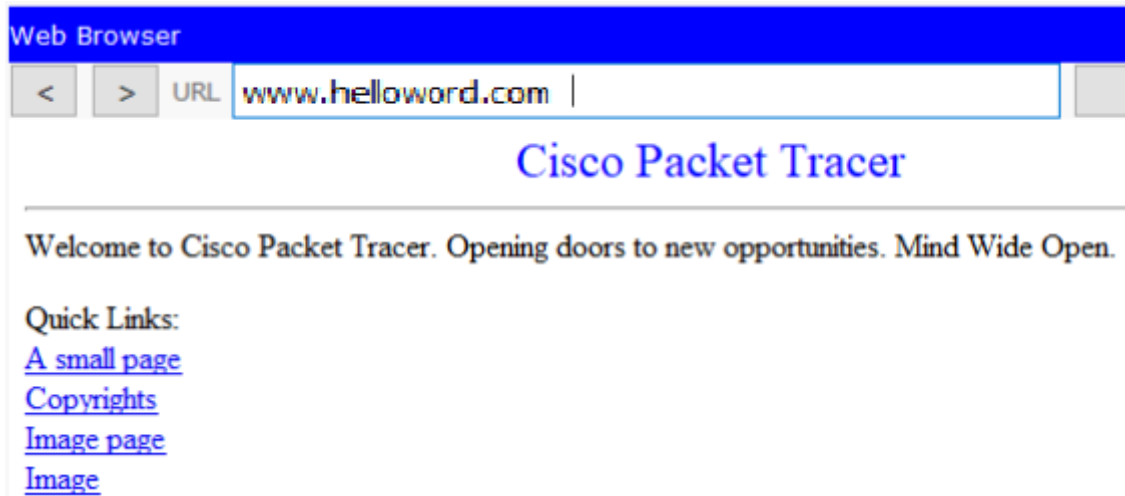 Web Browser
< > URL www.helloword.com
Cisco Packet Tracer
Welcome to Cisco Packet Tracer. Opening doors to new opportunities. Mind Wide Open.
Quick Links:
A small page
Copyrights
Image page
Image